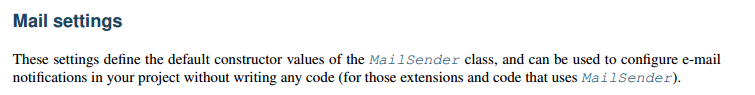 Mail settings
These settings define the default constructor values of the MailSender class, and can be used to configure e-mail
notifications in your project without writing any code (for those extensions and code that uses MailSender).